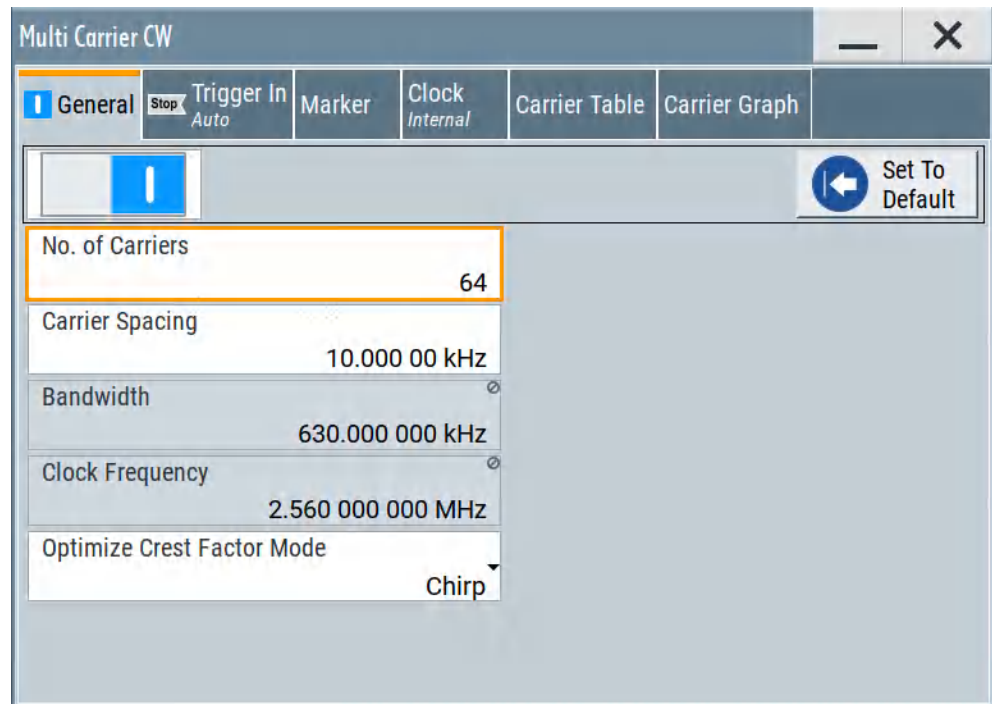 Multi Carrier CW
General
Stop
Trigger In
Auto
Marker
Clock
Internal
Carrier Table
Carrier Graph
Set To
Default
No. of Carriers
64
Carrier Spacing
10.000 00 kHz
Bandwidth
630.000 000 kHz
Clock Frequency
2.560 000 000 MHz
Optimize Crest Factor Mode
Chirp